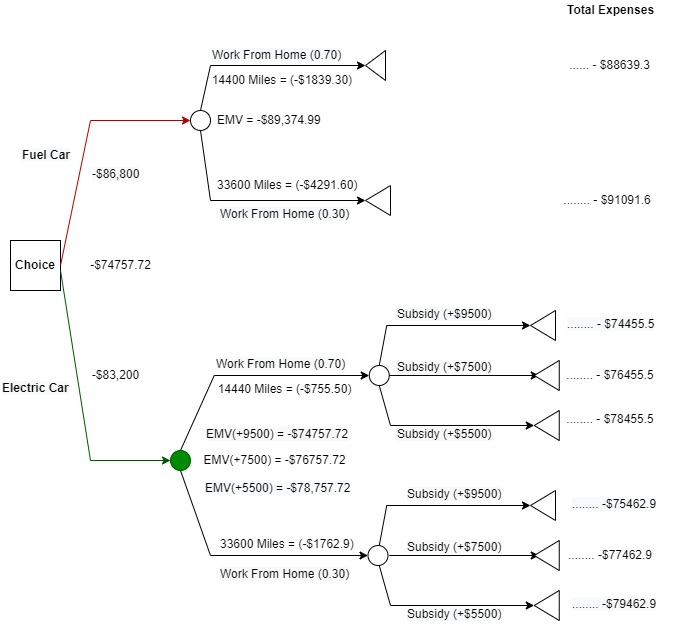 Total Expenses
Work From Home (0.70)
14400 Miles = (-$1839.30)
...... - $88639.3
EMV = -$89,374.99
Fuel Car
-$86,800
33600 Miles = (-$4291.60)
Work From Home (0.30)
........ - $91091.6
Choice
-$74757.72
Subsidy (+$9500)
........ - $74455.5
Electric Car
-$83,200
Work From Home (0.70)
14440 Miles = (-$755.50)
Subsidy (+$7500)
........ - $76455.5
Subsidy (+$5500)
........ - $78455.5
EMV(+9500) = -$74757.72
EMV(+7500) = -$76757.72
EMV(+5500) = -$78,757.72
Subsidy (+$9500)
........ -$75462.9
33600 Miles = (-$1762.9)
Work From Home (0.30)
Subsidy (+$7500)
........ -$77462.9
Subsidy (+$5500)
........ -$79462.9